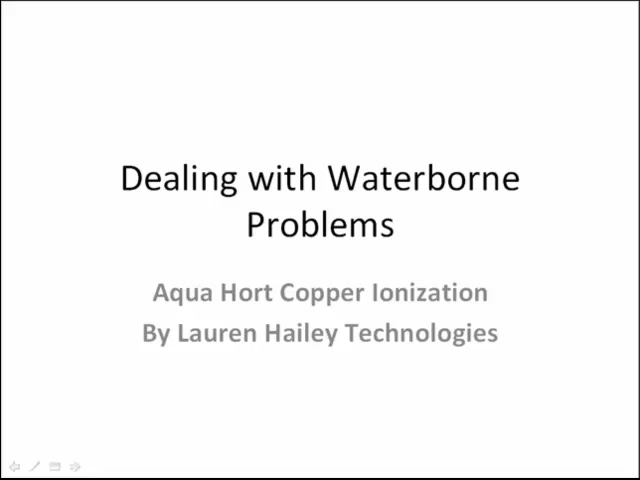 Dealing with Waterborne
Problems
Aqua Hort Copper Ionization
By Lauren Hailey Technologies